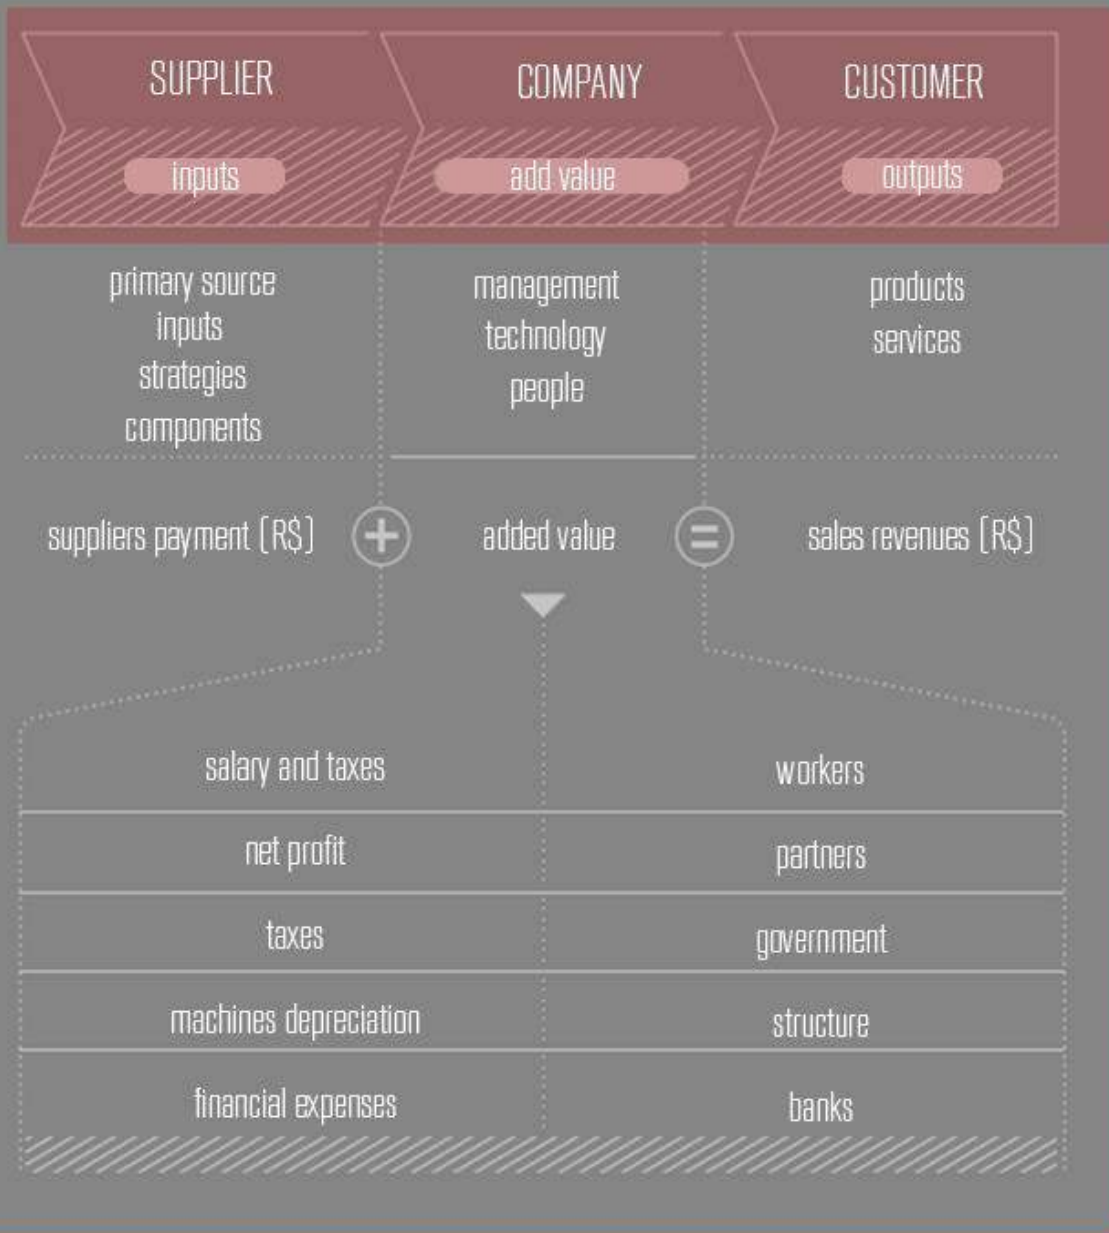 SUPPLIER
COMPANY
CUSTOMER
inputs
add value
outputs
primary source
inputs
strategies
components
management
technology
people
products
services
suppliers payment (R$)
+
added value
=
sales revenues (R$)
salary and taxes
workers
net profit
partners
taxes
government
machines depreciation
structure
financial expenses
banks